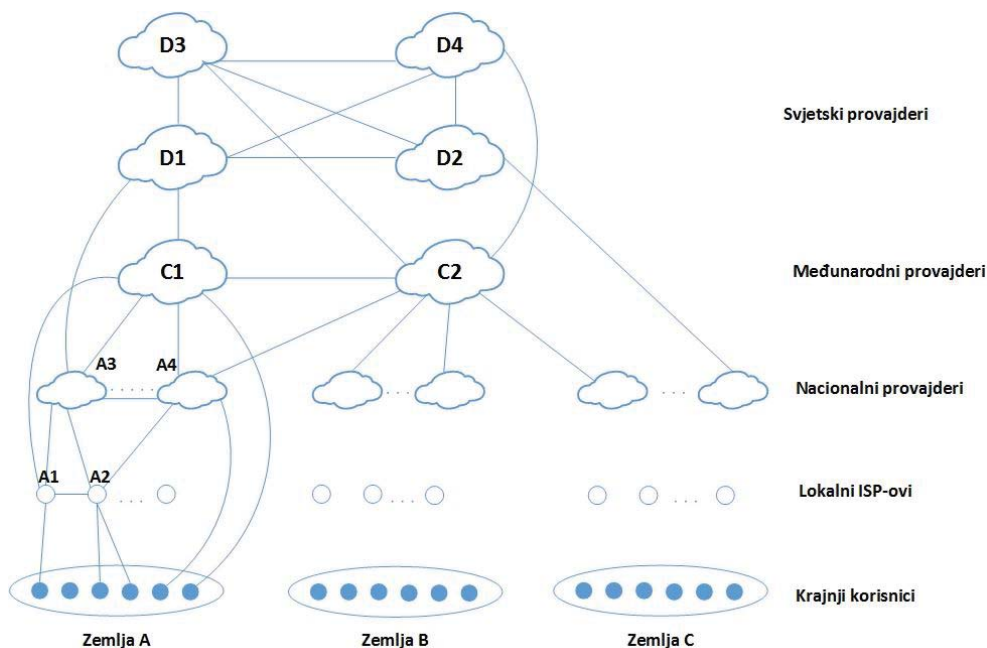 D3
D4
Svjetski provajderi
D1
D2
C1
C2
Međunarodni provajderi
A3
A4
Nacionalni provajderi
A1
A2
Lokalni ISP-ovi
Krajnji korisnici
Zemlja A
Zemlja B
Zemlja C